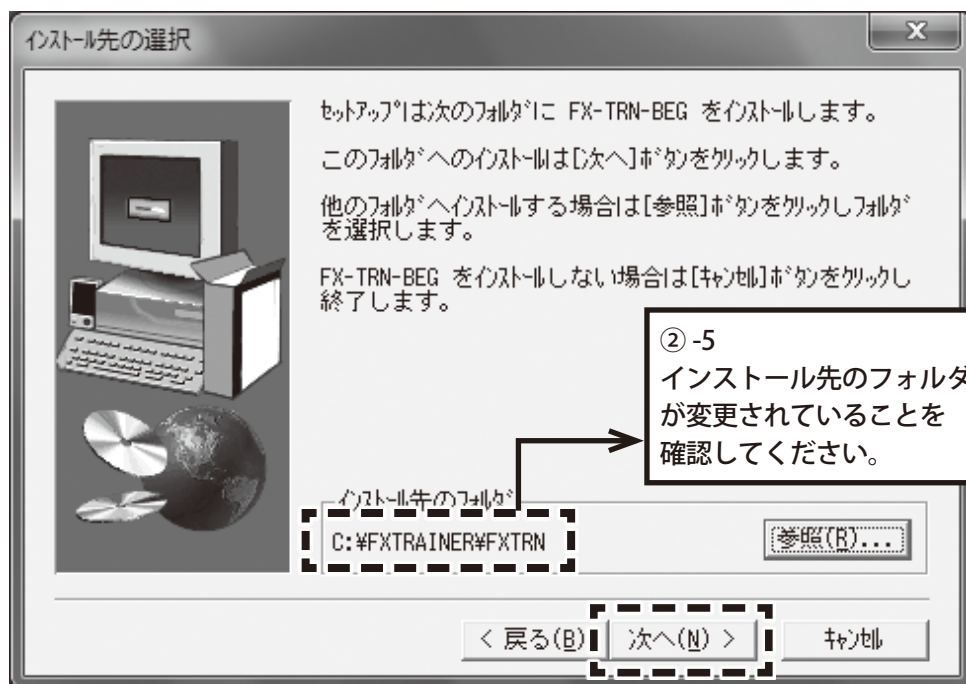 インストール先の選択
セットアップは次のフォルダに FX-TRN-BEG をインストールします。
このフォルダへのインストールは[次へ]ボタンをクリックします。
他のフォルダへインストールする場合は[参照]ボタンをクリックしフォルダ
を選択します。
FX-TRN-BEG をインストールしない場合は[キャンセル]ボタンをクリックし
終了します。
② -5
インストール先のフォルダ
が変更されていることを
確認してください。
インストール先のフォルダ
C:¥FXTRAINER¥FXTRN
参照(R)...
< 戻る(B)
次へ(N) >
キャンセル